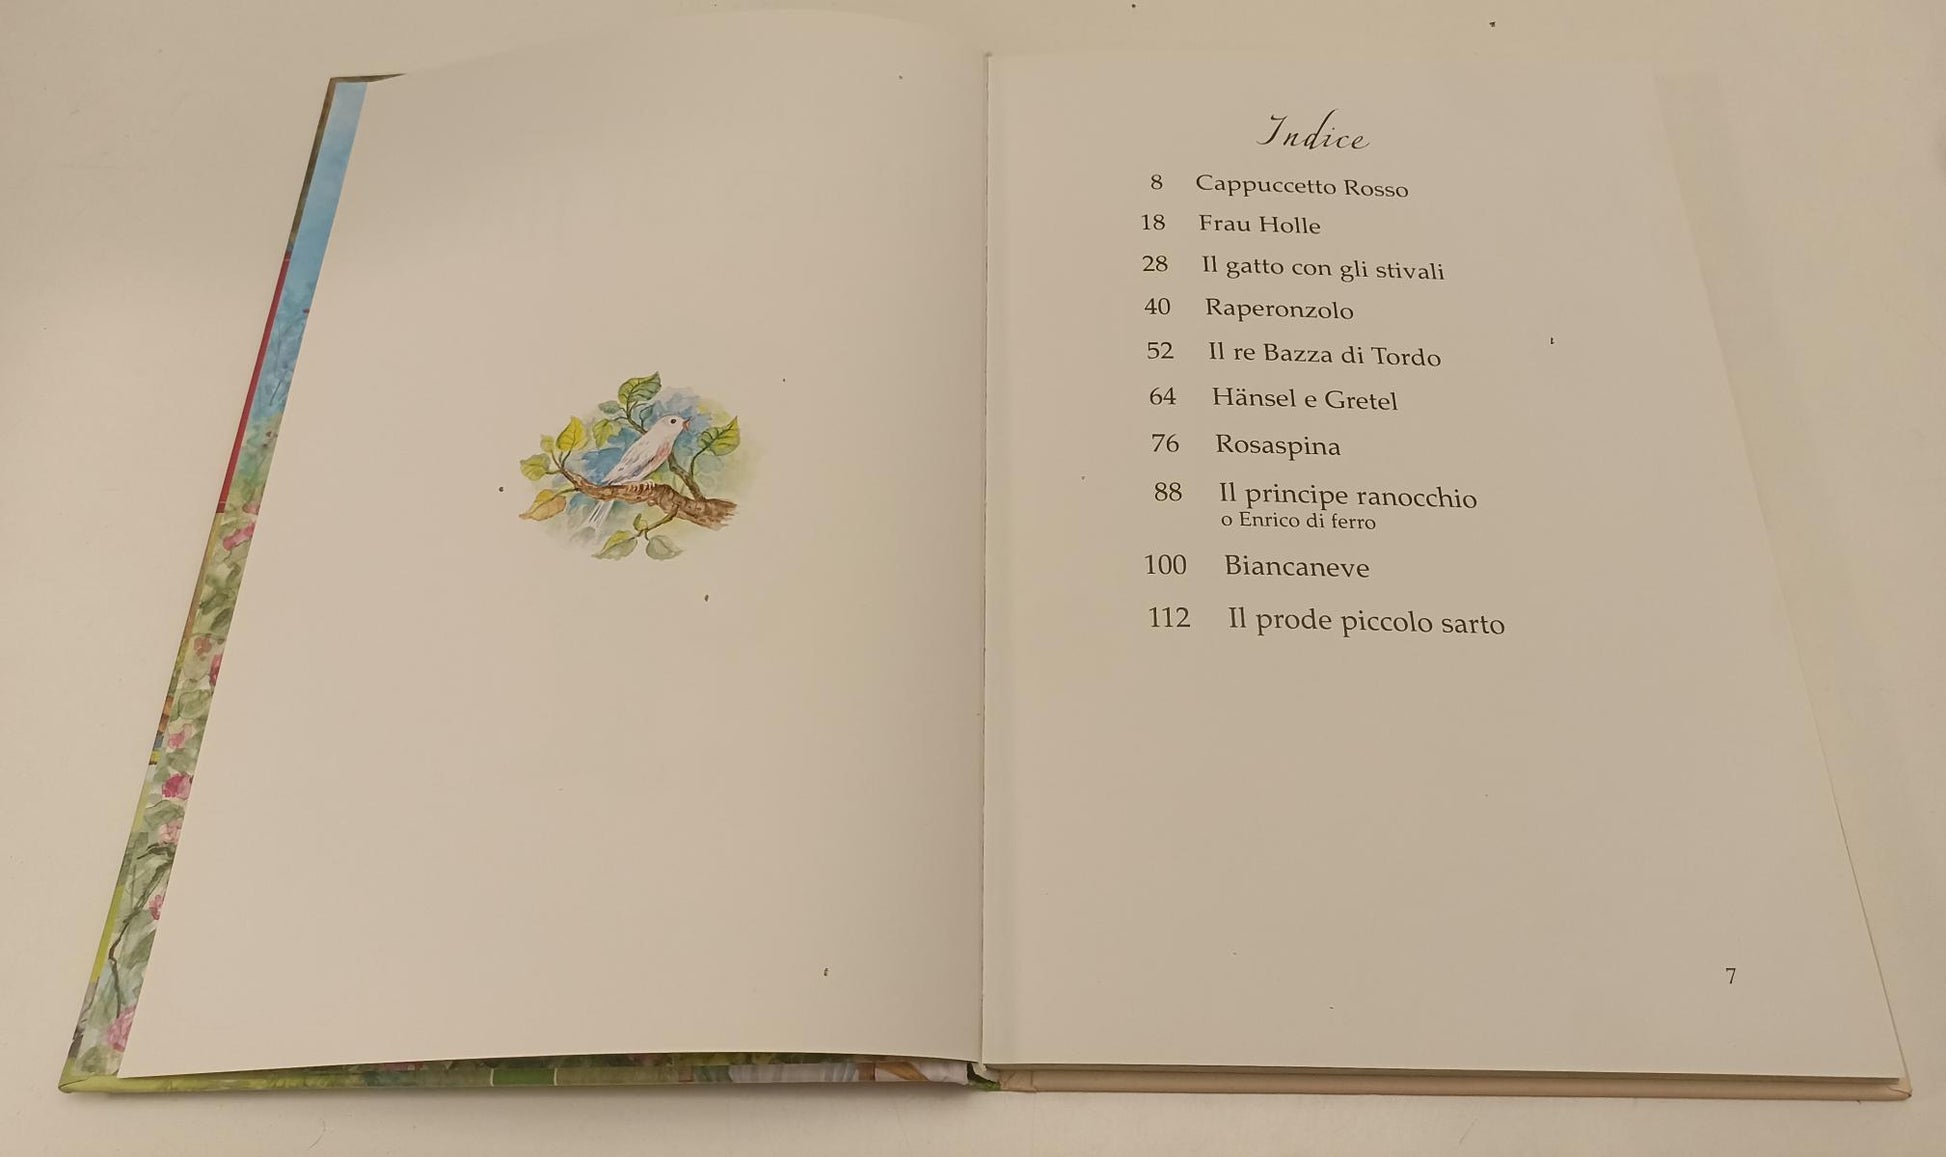 Indice
8 Cappuccetto Rosso
18 Frau Holle
28 Il gatto con gli stivali
40 Raperonzolo
52 Il re Bazza di Tordo
64 Hänsel e Gretel
76 Rosaspina
88 Il principe ranocchio
o Enrico di ferro
100 Biancaneve
112 Il prode piccolo sarto
7